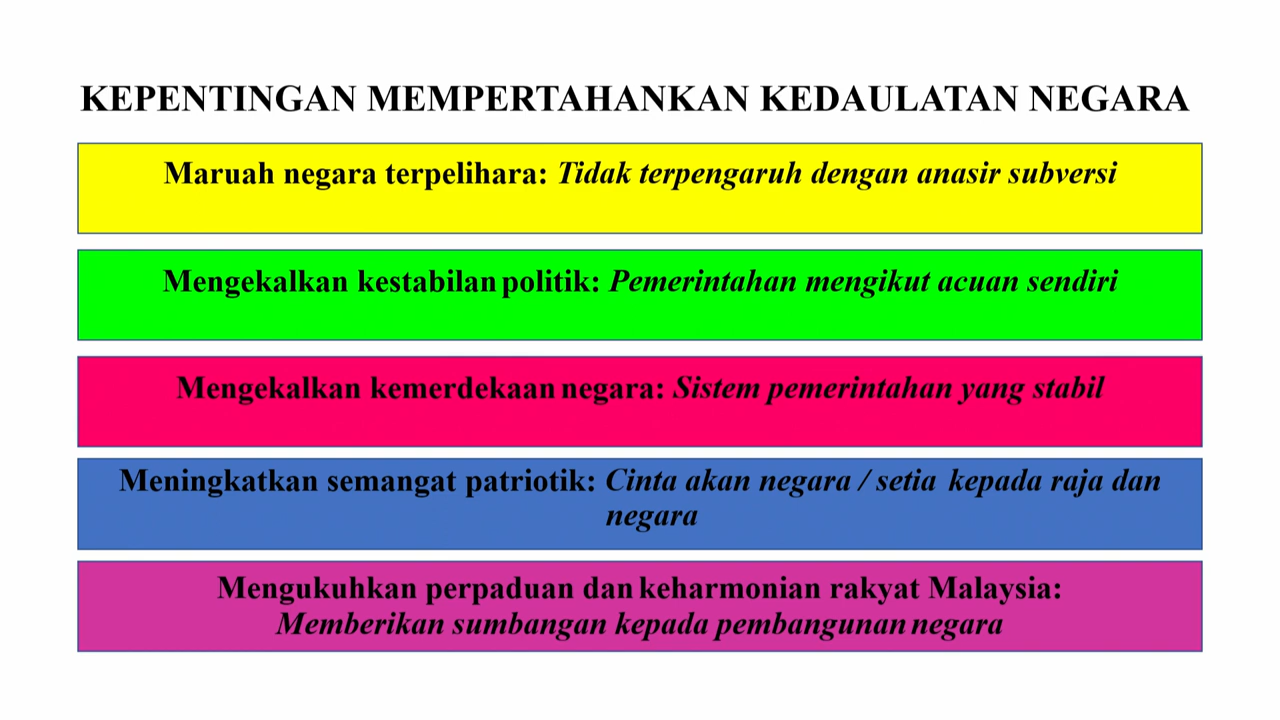 KEPENTINGAN MEMPERTAHANKAN KEDAULATAN NEGARA
Maruah negara terpelihara: Tidak terpengaruh dengan anasir subversi
Mengekalkan kestabilan politik: Pemerintahan mengikut acuan sendiri
Mengekalkan kemerdekaan negara: Sistem pemerintahan yang stabil
Meningkatkan semangat patriotik: Cinta akan negara / setia kepada raja dan
negara
Mengukuhkan perpaduan dan keharmonian rakyat Malaysia:
Memberikan sumbangan kepada pembangunan negara